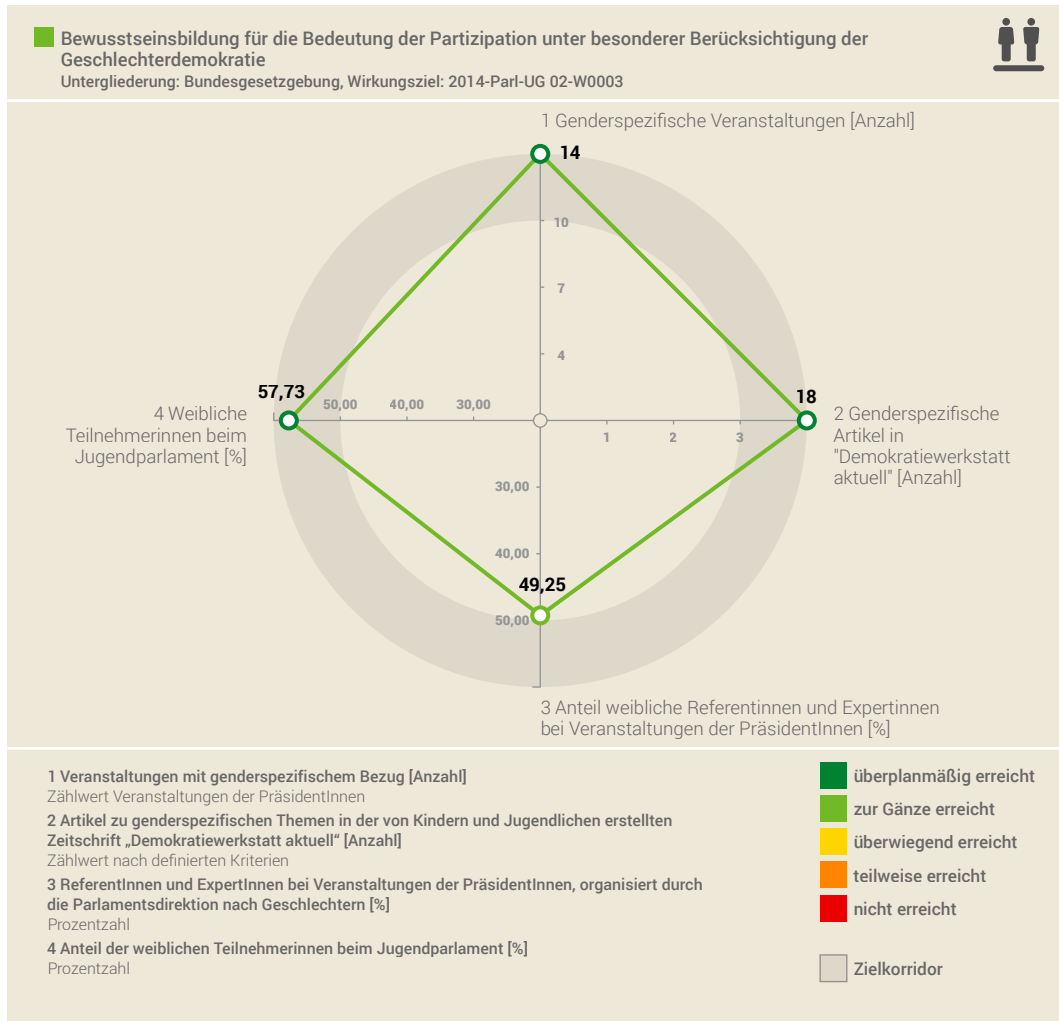 Bewusstseinsbildung für die Bedeutung der Partizipation unter besonderer Berücksichtigung der
Geschlechterdemokratie
Untergliederung: Bundesgesetzgebung, Wirkungsziel: 2014-Parl-UG 02-W0003
1 Genderspezifische Veranstaltungen [Anzahl]
14
10
7
4
57,73
18
50,00
40,00
30,00
1
2
3
4 Weibliche
Teilnehmerinnen beim
Jugendparlament [%]
2 Genderspezifische
Artikel in
"Demokratiewerkstatt
aktuell" [Anzahl]
30,00
40,00
49,25
50,00
3 Anteil weibliche Referentinnen und Expertinnen
bei Veranstaltungen der PräsidentInnen [%]
1 Veranstaltungen mit genderspezifischem Bezug [Anzahl]
Zählwert Veranstaltungen der PräsidentInnen
2 Artikel zu genderspezifischen Themen in der von Kindern und Jugendlichen erstellten
Zeitschrift „Demokratiewerkstatt aktuell“ [Anzahl]
Zählwert nach definierten Kriterien
3 ReferentInnen und ExpertInnen bei Veranstaltungen der PräsidentInnen, organisiert durch
die Parlamentsdirektion nach Geschlechtern [%]
Prozentzahl
4 Anteil der weiblichen Teilnehmerinnen beim Jugendparlament [%]
Prozentzahl
überplanmäßig erreicht
zur Gänze erreicht
überwiegend erreicht
teilweise erreicht
nicht erreicht
Zielkorridor